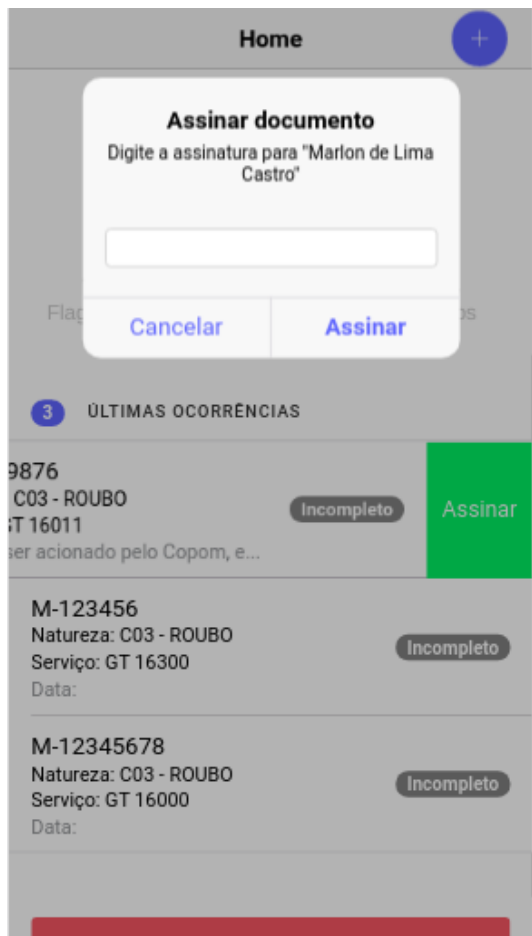 Home
+
Assinar documento
Digite a assinatura para "Marlon de Lima
Castro"
Cancelar
Assinar
3 ÚLTIMAS OCORRÊNCIAS
9876
C03 - ROUBO
GT 16011
ser acionado pelo Copom, e...
Incompleto
Assinar
M-123456
Natureza: C03 - ROUBO
Serviço: GT 16300
Data:
Incompleto
M-12345678
Natureza: C03 - ROUBO
Serviço: GT 16000
Data:
Incompleto